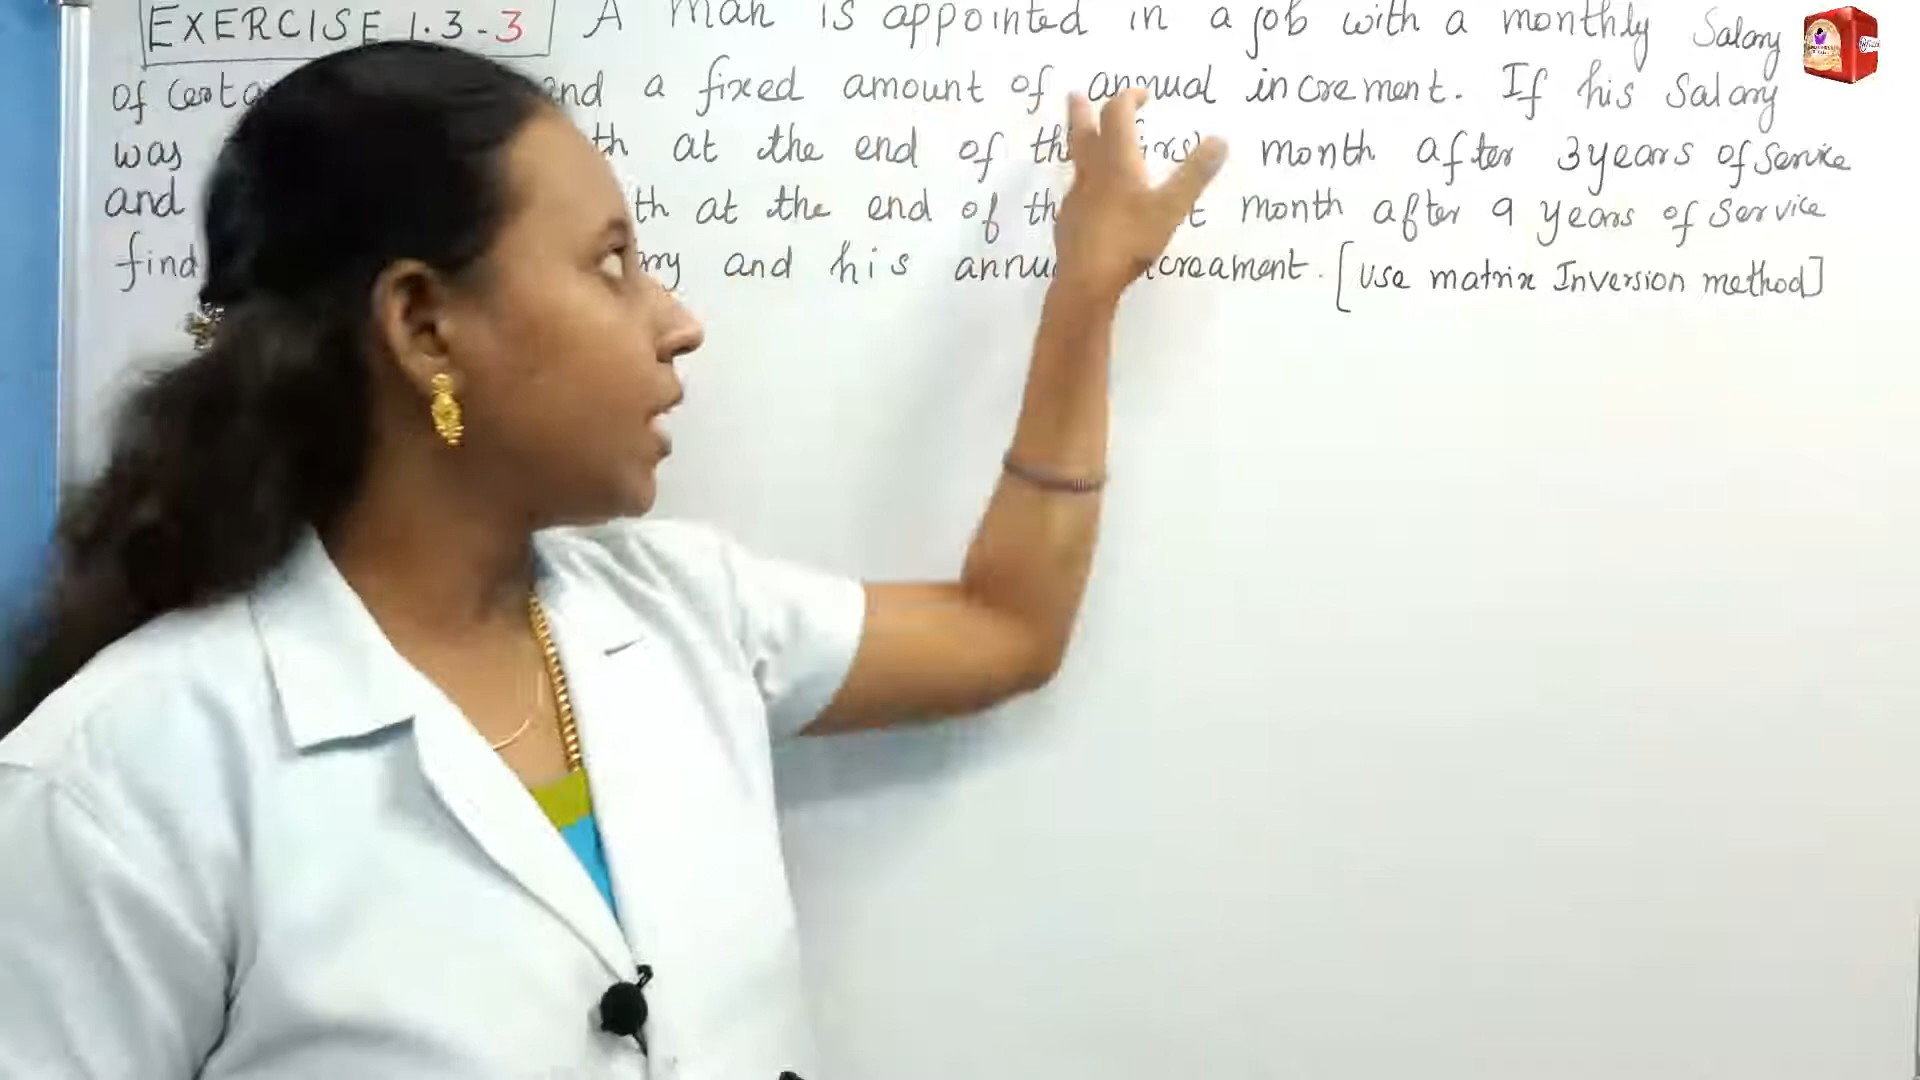 EXERCISE 1.3-3 A man is appointed in a job with a monthly Salary
of and a fixed amount of annual increment. If his Salary
was at the end of month after 3 years of Service
and at the end of month after 9 years of Service
find and his increament. [Use matrix Inversion method]